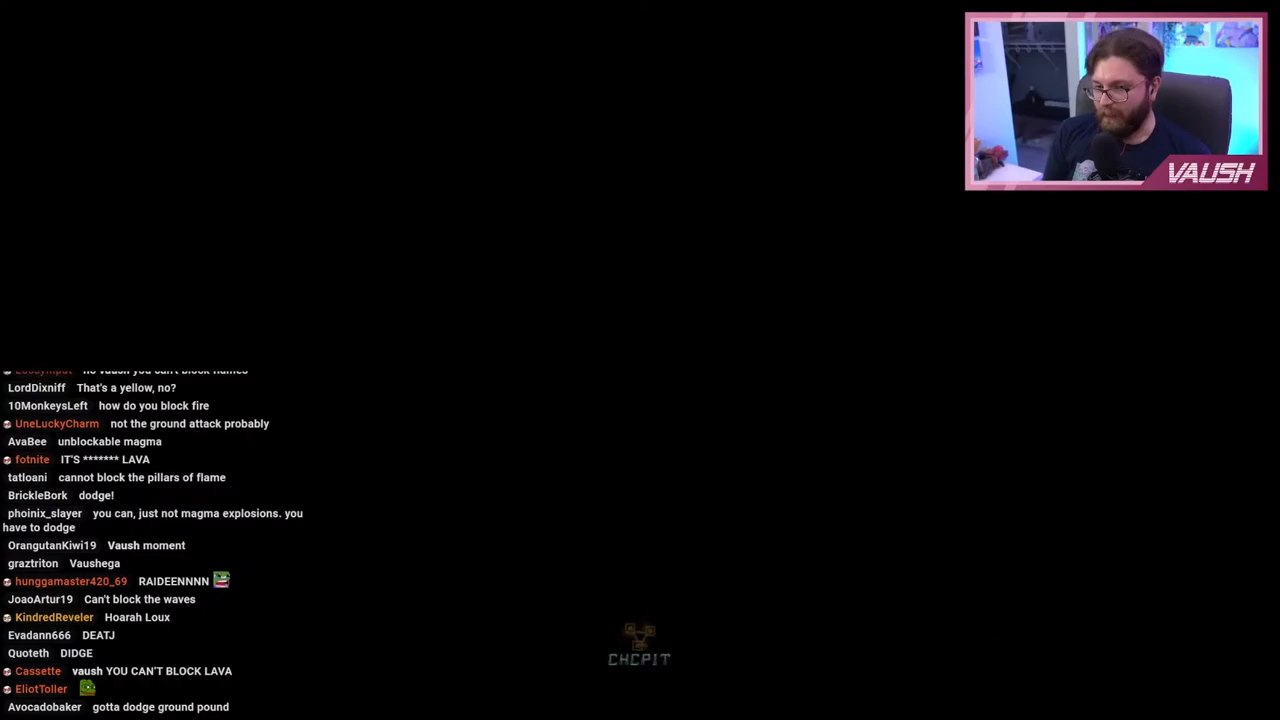 VAUSH
LordDixniff That's a yellow, no?
10MonkeysLeft how do you block fire
UneLuckyCharm not the ground attack probably
AvaBee unblockable magma
fotnite IT'S ******* LAVA
tatloani cannot block the pillars of flame
BrickleBork dodge!
phoinix_slayer you can, just not magma explosions. you
have to dodge
OrangutanKiwi19 Vaush moment
graztriton Vaushega
hunggamaster420_69 RAIDEENNNN
JoaoArtur19 Can't block the waves
KindredReveler Hoarah Loux
Evadann666 DEATJ
Quoteth DIDGE
Cassette vaush YOU CAN'T BLOCK LAVA
EliotToller
Avocadobaker gotta dodge ground pound